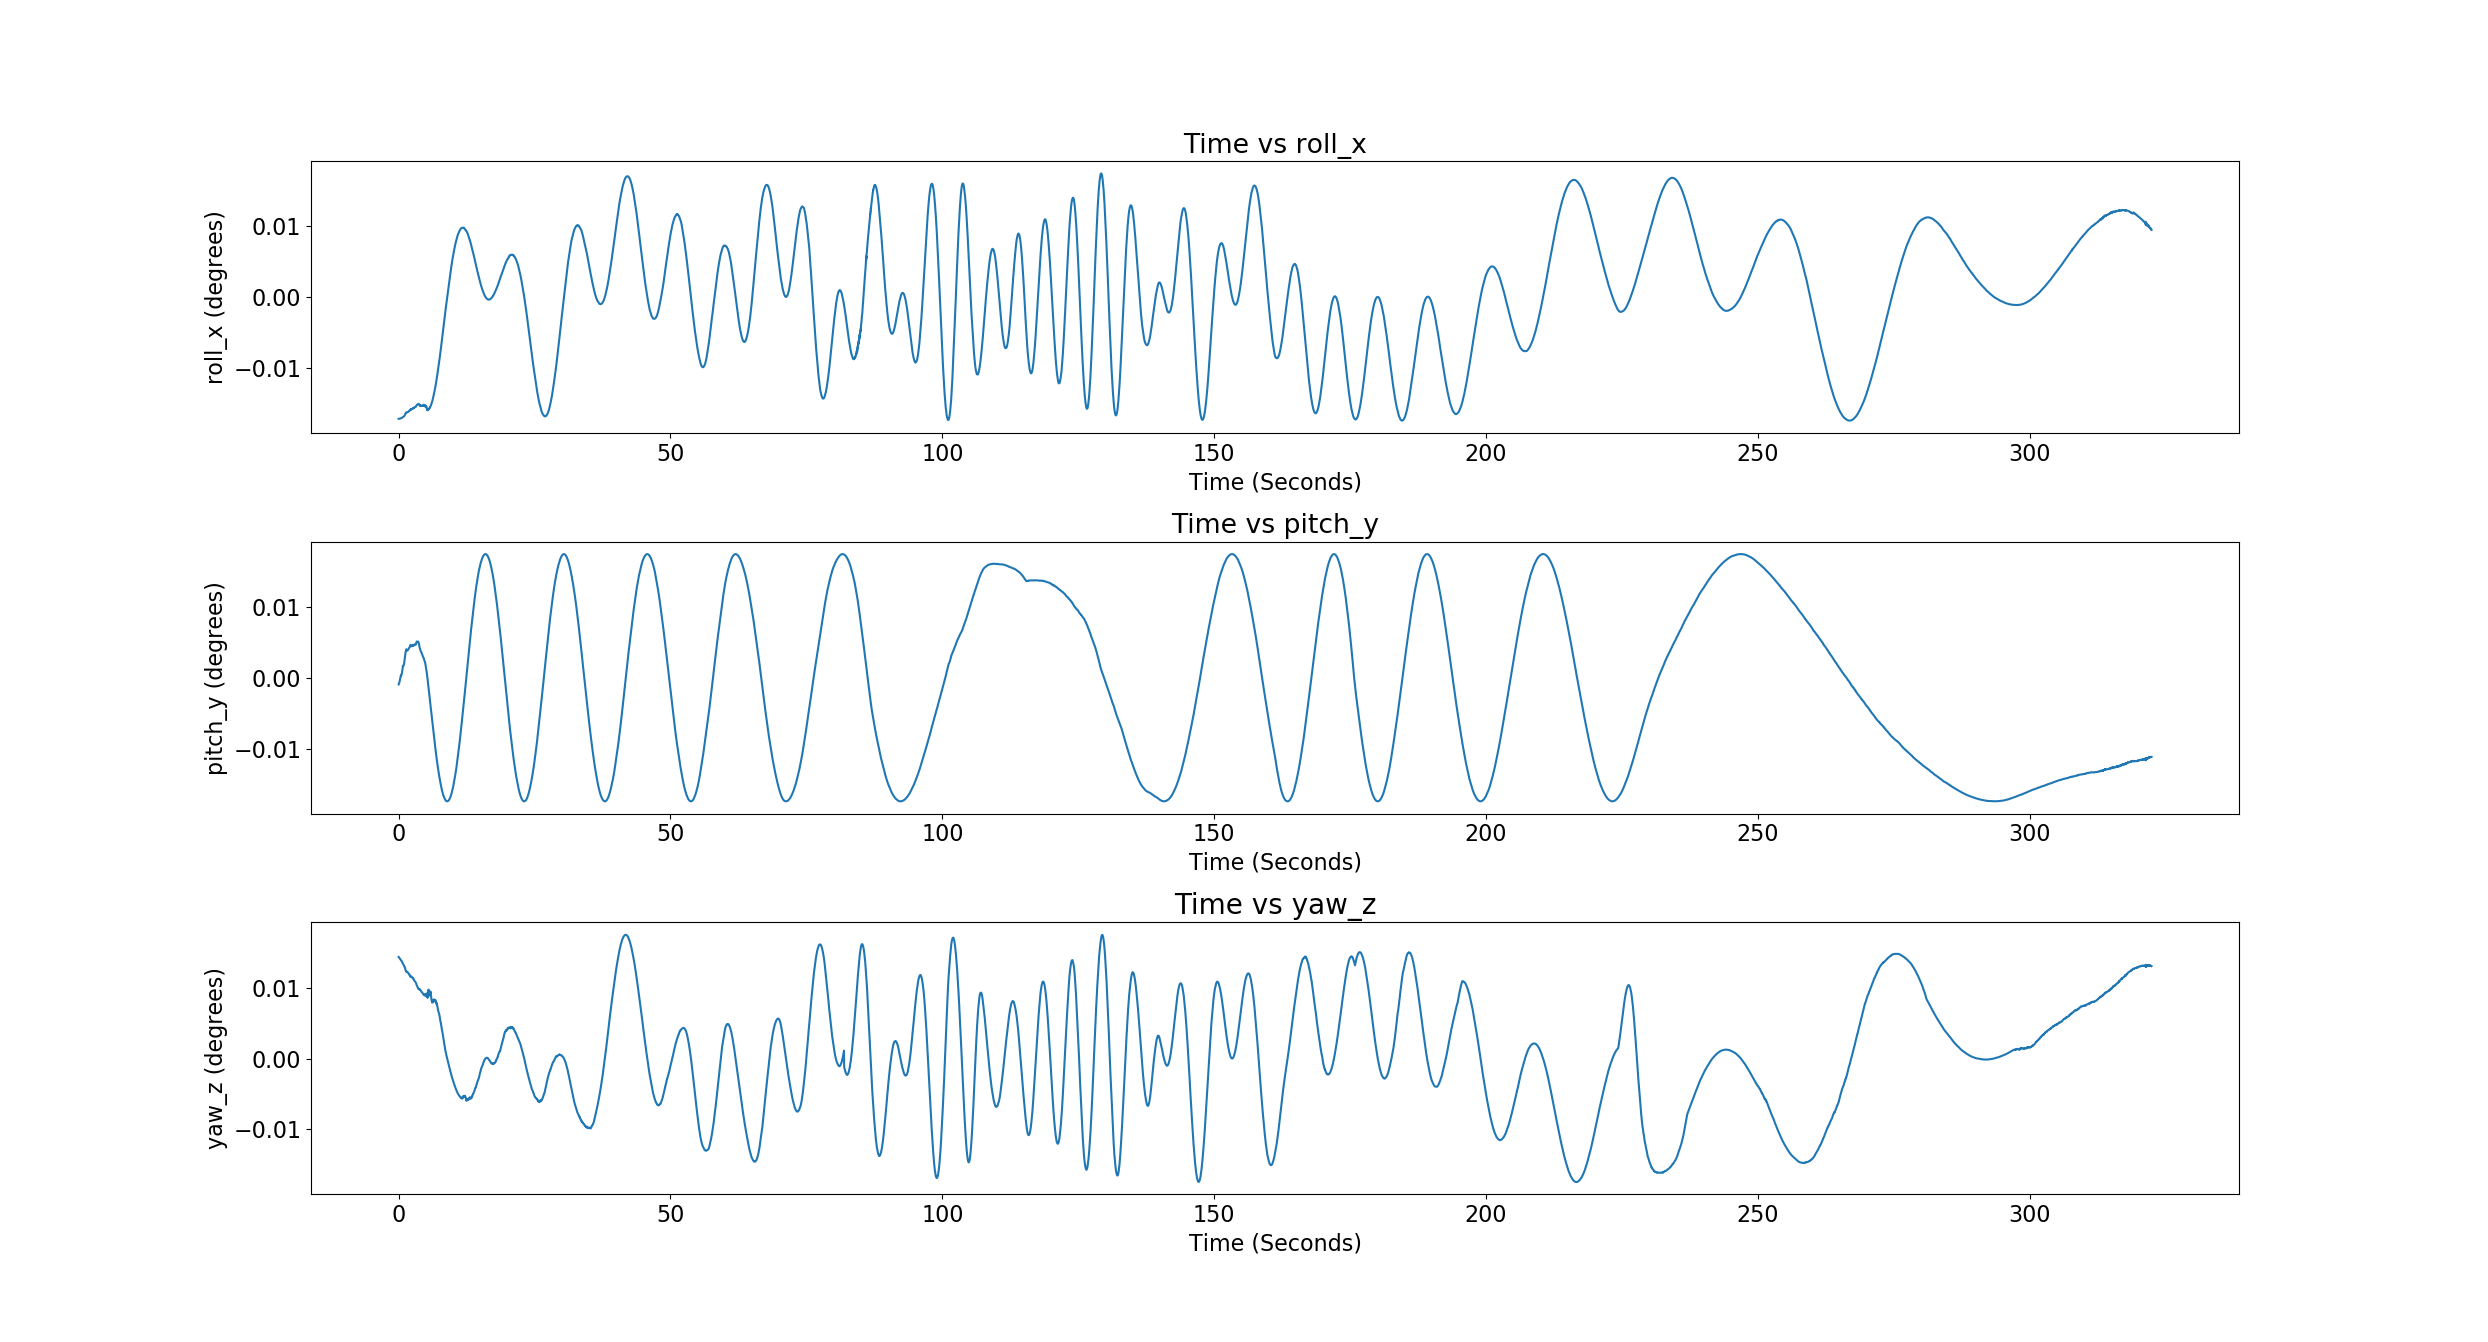 Time vs roll_x
roll_x (degrees)
0.01
0.00
−0.01
0 50 100 150 200 250 300
Time (Seconds)
Time vs pitch_y
pitch_y (degrees)
0.01
0.00
−0.01
0 50 100 150 200 250 300
Time (Seconds)
Time vs yaw_z
yaw_z (degrees)
0.01
0.00
−0.01
0 50 100 150 200 250 300
Time (Seconds)